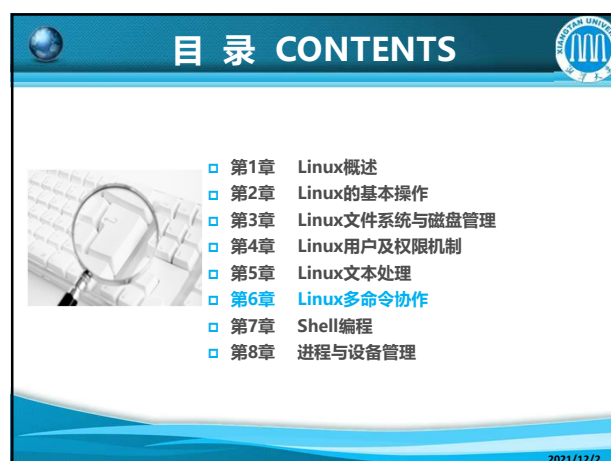 目 录 CONTENTS
XIANGTAN UNIVE
第1章 Linux概述
第2章 Linux的基本操作
第3章 Linux文件系统与磁盘管理
第4章 Linux用户及权限机制
第5章 Linux文本处理
第6章 Linux多命令协作
第7章 Shell编程
第8章 进程与设备管理
2021/12/2